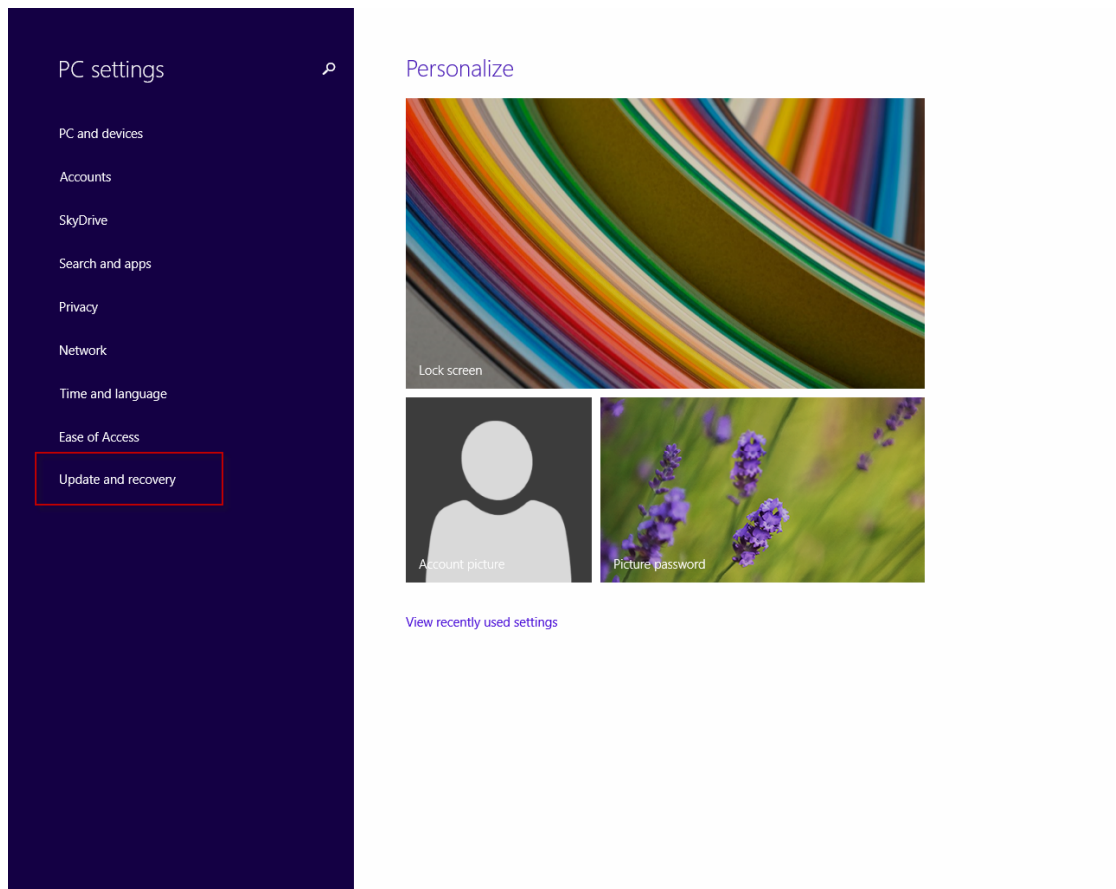 PC settings
PC and devices
Accounts
SkyDrive
Search and apps
Privacy
Network
Time and language
Ease of Access
Update and recovery
Personalize
Lock screen
Account picture
Picture password
View recently used settings